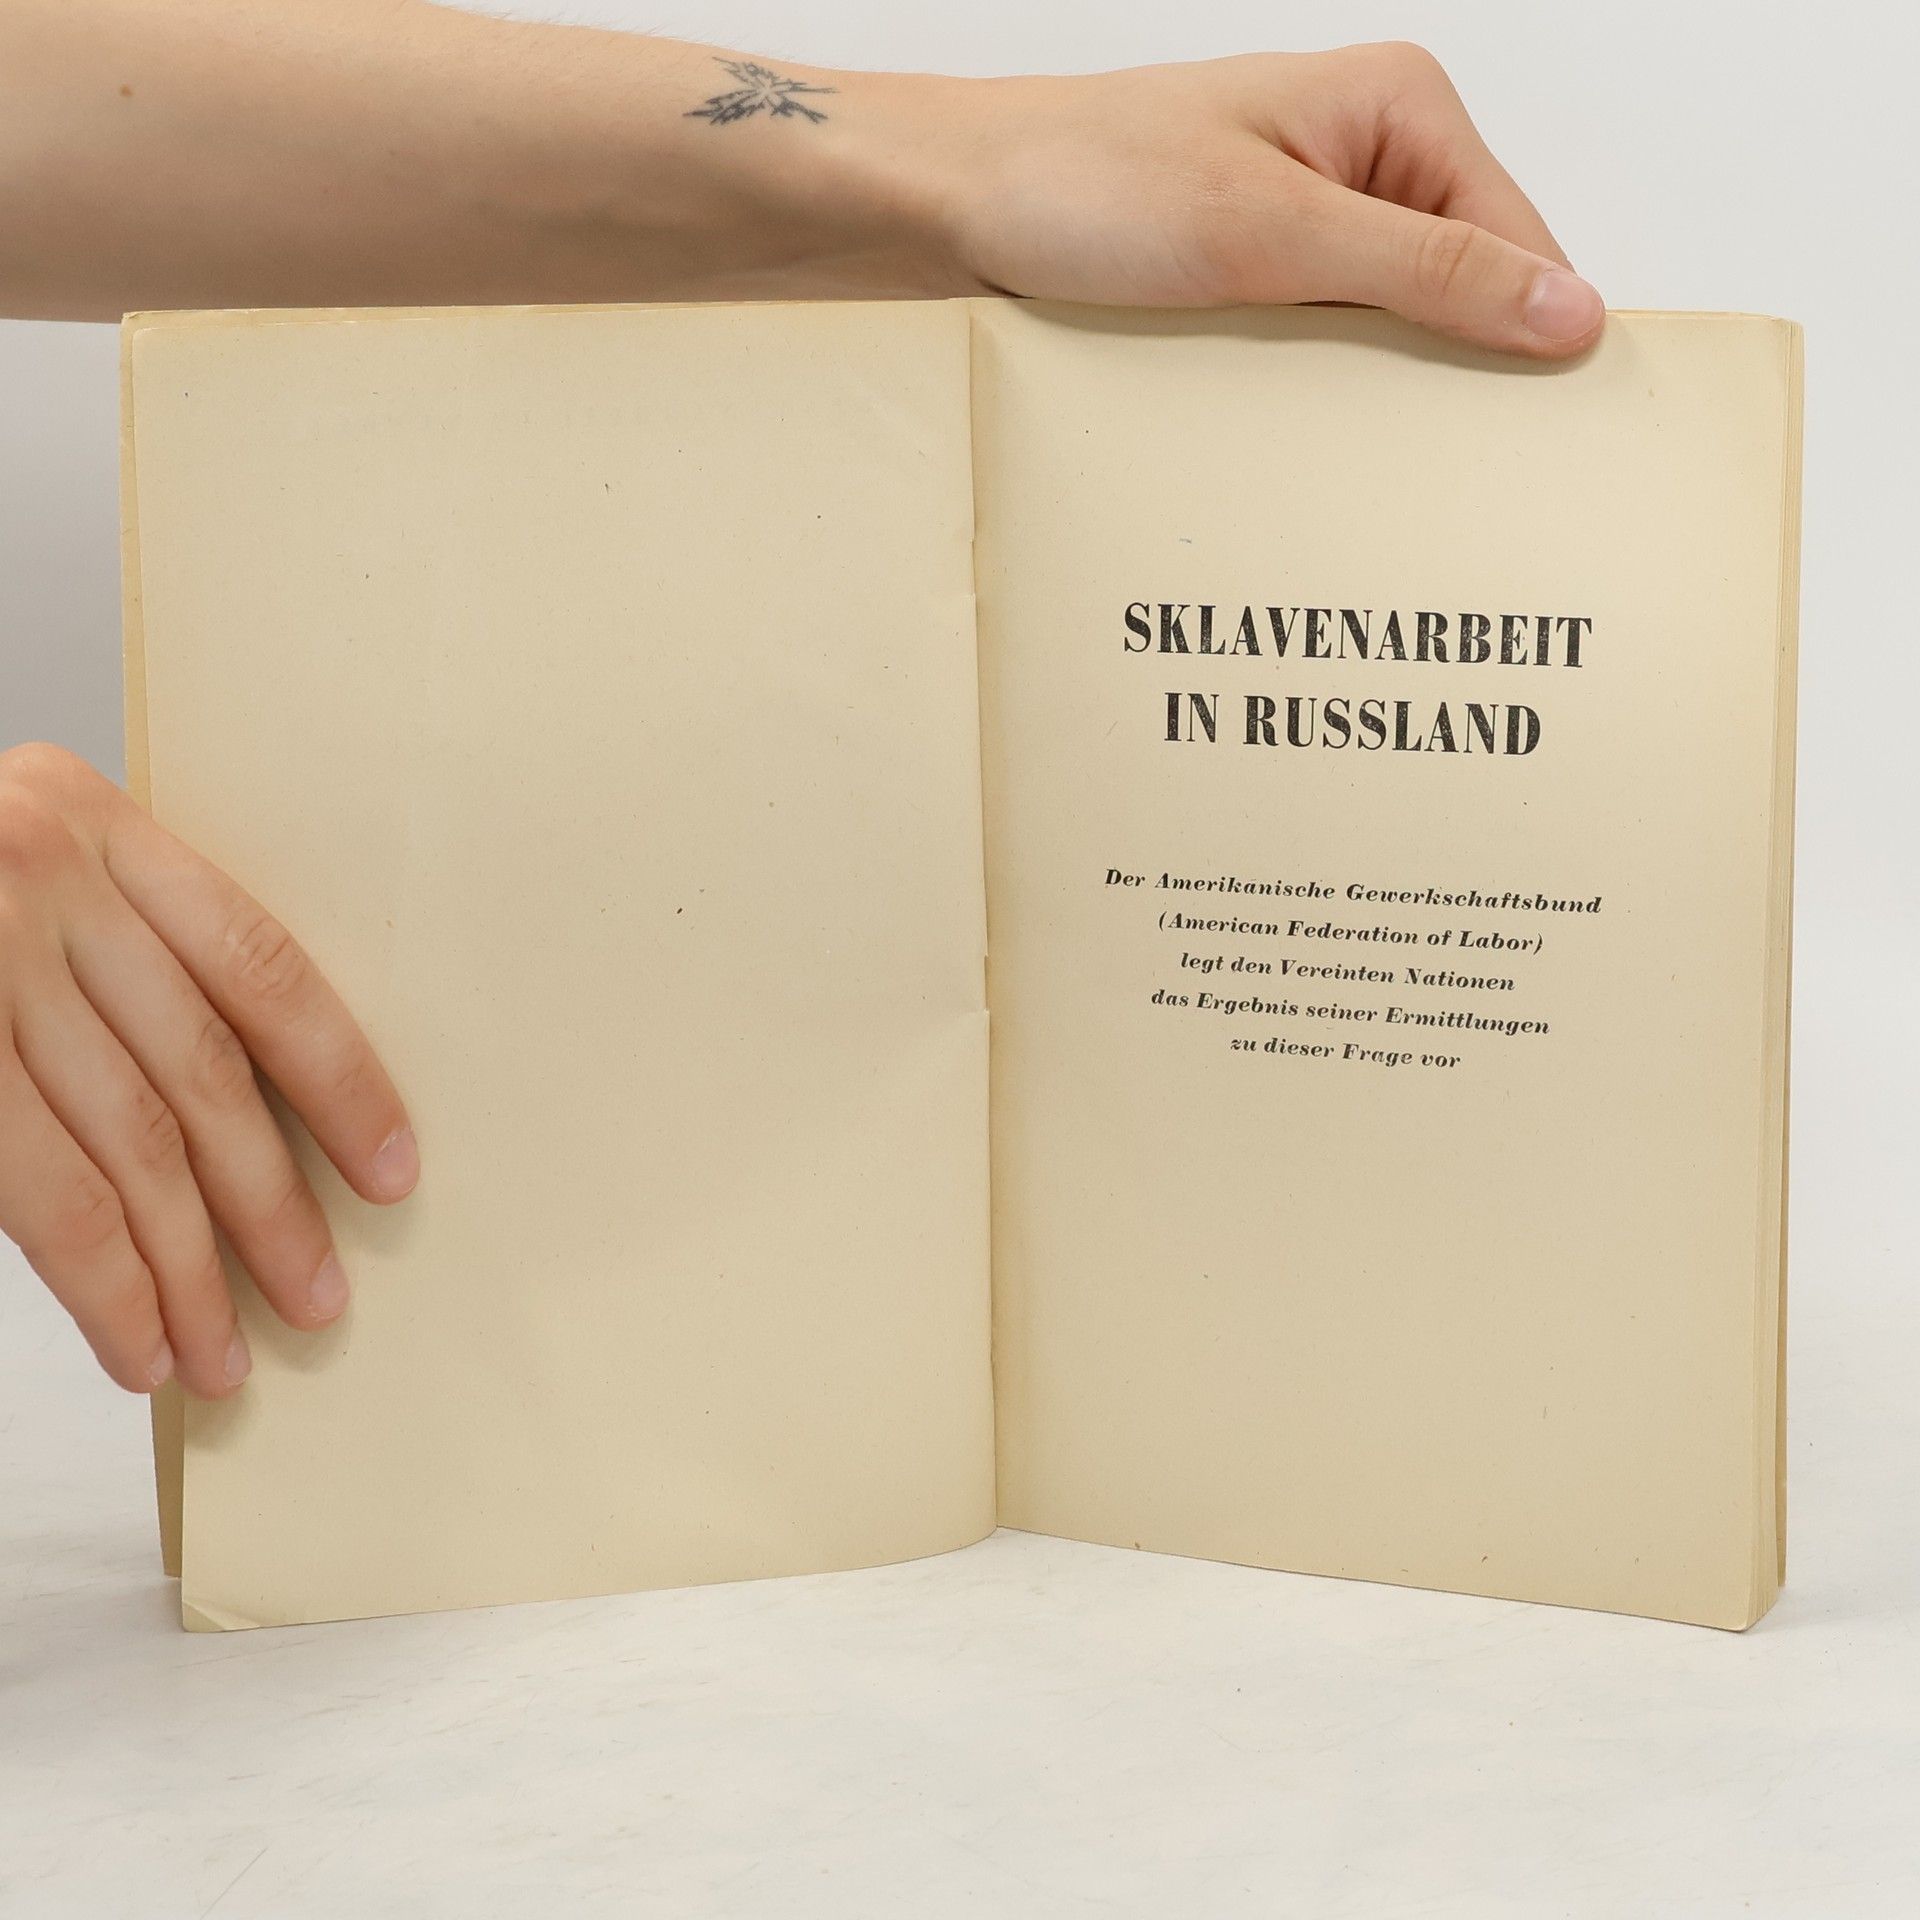 SKLAVENARBEIT
IN RUSSLAND
Der Amerikanische Gewerkschaftsbund
(American Federation of Labor)
legt den Vereinten Nationen
das Ergebnis seiner Ermittlungen
zu dieser Frage vor